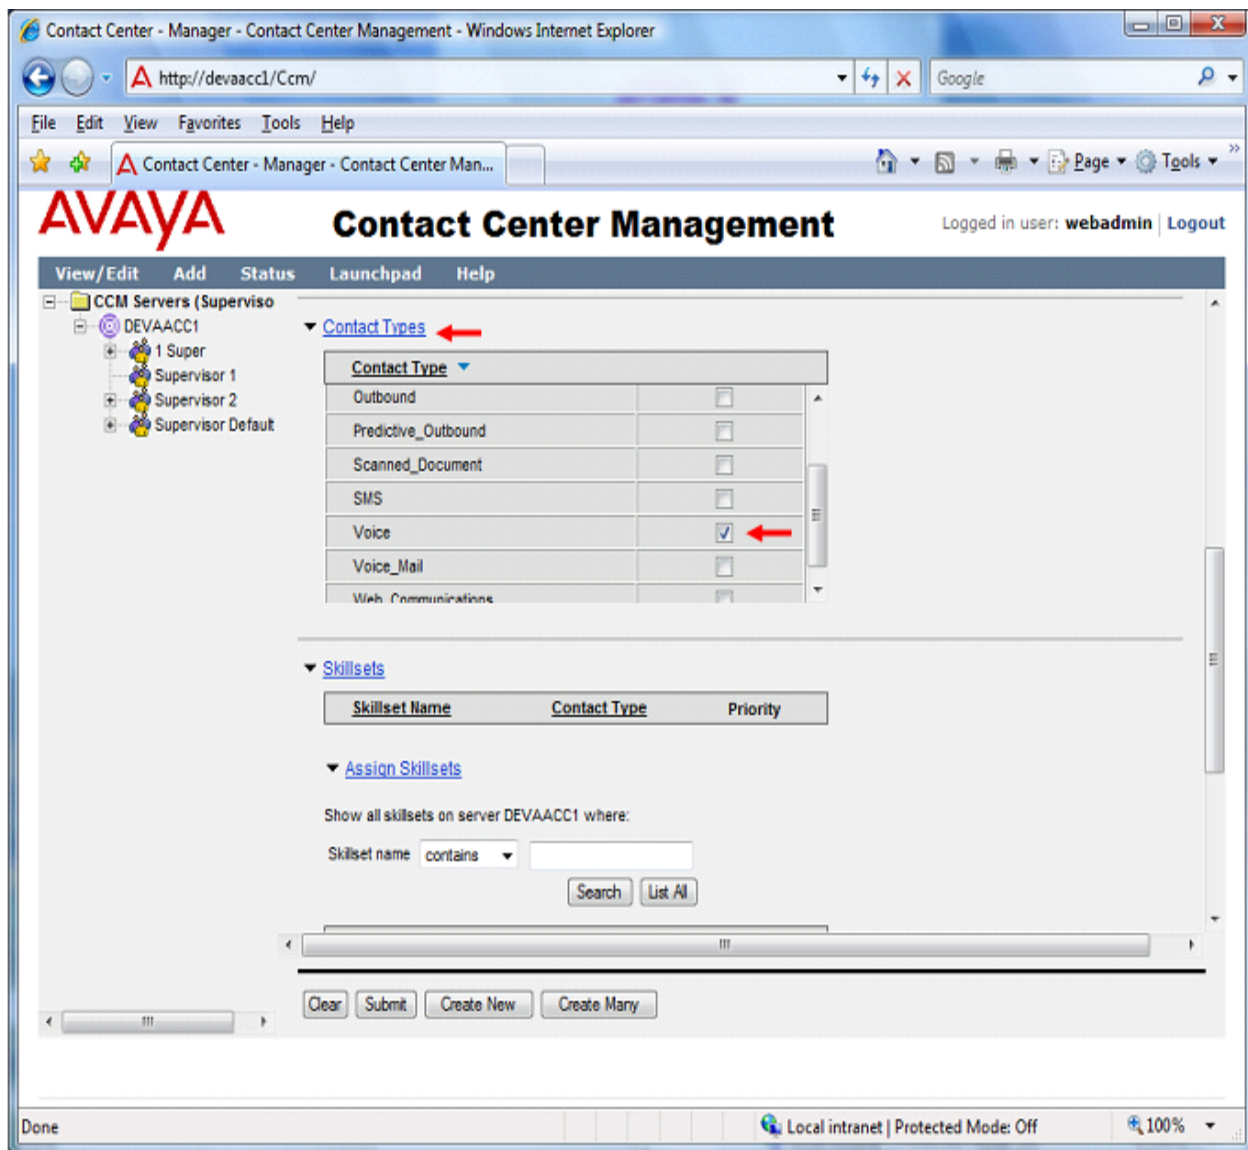 Contact Center - Manager - Contact Center Management - Windows Internet Explorer
http://devaacc1/Ccm/
Google
File Edit View Favorites Tools Help
Contact Center - Manager - Contact Center Man...
Page Tools
AVAYA
Contact Center Management
Logged in user: webadmin | Logout
View/Edit Add Status Launchpad Help
CCM Servers (Superviso
DEVAACC1
1 Super
Supervisor 1
Supervisor 2
Supervisor Default
Contact Types
Contact Type
Outbound
Predictive_Outbound
Scanned_Document
SMS
Voice
Voice_Mail
Web_Communications
Skillsets
Skillset Name Contact Type Priority
Assign Skillsets
Show all skillsets on server DEVAACC1 where:
Skillset name contains
Search List All
Clear Submit Create New Create Many
Done
Local intranet | Protected Mode: Off
100%